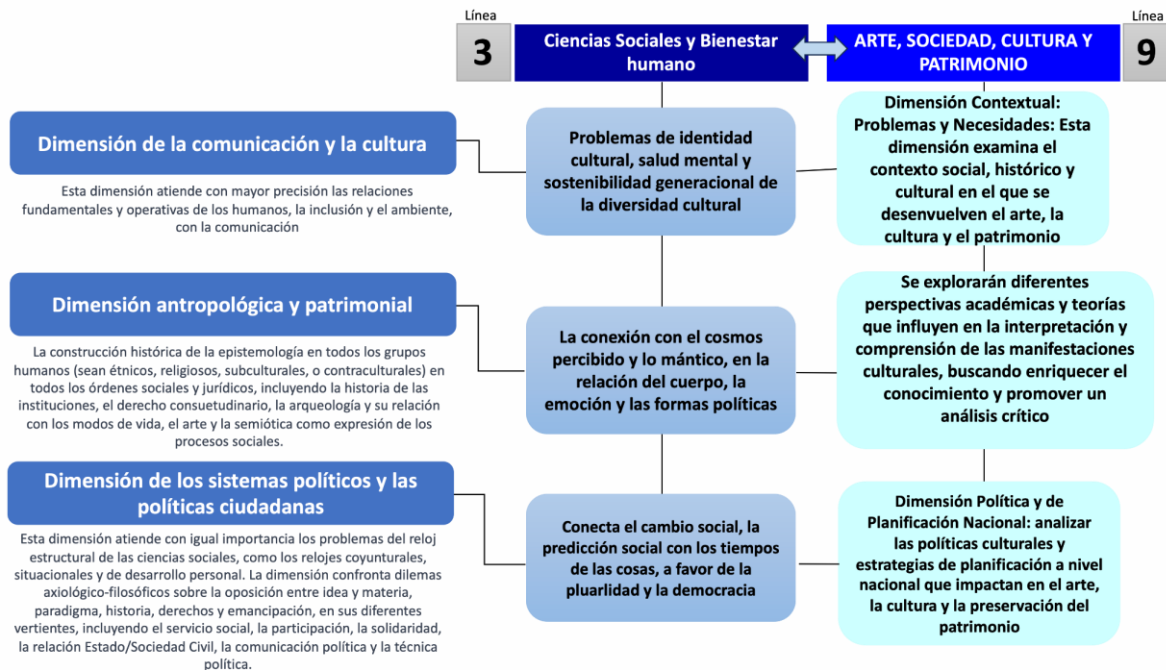 Línea
3
Ciencias Sociales y Bienestar
humano
ARTE, SOCIEDAD, CULTURA Y
PATRIMONIO
Línea
9
Dimensión de la comunicación y la cultura
Esta dimensión atiende con mayor precisión las relaciones
fundamentales y operativas de los humanos, la inclusión y el ambiente,
con la comunicación
Problemas de identidad
cultural, salud mental y
sostenibilidad generacional de
la diversidad cultural
Dimensión Contextual:
Problemas y Necesidades: Esta
dimensión examina el
contexto social, histórico y
cultural en el que se
desenvuelven el arte, la
cultura y el patrimonio
Dimensión antropológica y patrimonial
La construcción histórica de la epistemología en todos los grupos
humanos (sean étnicos, religiosos, subculturales, o contraculturales) en
todos los órdenes sociales y jurídicos, incluyendo la historia de las
instituciones, el derecho consuetudinario, la arqueología y su relación
con los modos de vida, el arte y la semiótica como expresión de los
procesos sociales.
La conexión con el cosmos
percibido y lo mántico, en la
relación del cuerpo, la
emoción y las formas políticas
Se explorarán diferentes
perspectivas académicas y teorías
que influyen en la interpretación y
comprensión de las manifestaciones
culturales, buscando enriquecer el
conocimiento y promover un
análisis crítico
Dimensión de los sistemas políticos y las
políticas ciudadanas
Esta dimensión atiende con igual importancia los problemas del reloj
estructural de las ciencias sociales, como los relojes coyunturales,
situacionales y de desarrollo personal. La dimensión confronta dilemas
axiológico-filosóficos sobre la oposición entre idea y materia,
paradigma, historia, derechos y emancipación, en sus diferentes
vertientes, incluyendo el servicio social, la participación, la solidaridad,
la relación Estado/Sociedad Civil, la comunicación política y la técnica
política.
Conecta el cambio social, la
predicción social con los tiempos
de las cosas, a favor de la
pluarlidad y la democracia
Dimensión Política y de
Planificación Nacional: analizar
las políticas culturales y
estrategias de planificación a nivel
nacional que impactan en el arte,
la cultura y la preservación del
patrimonio